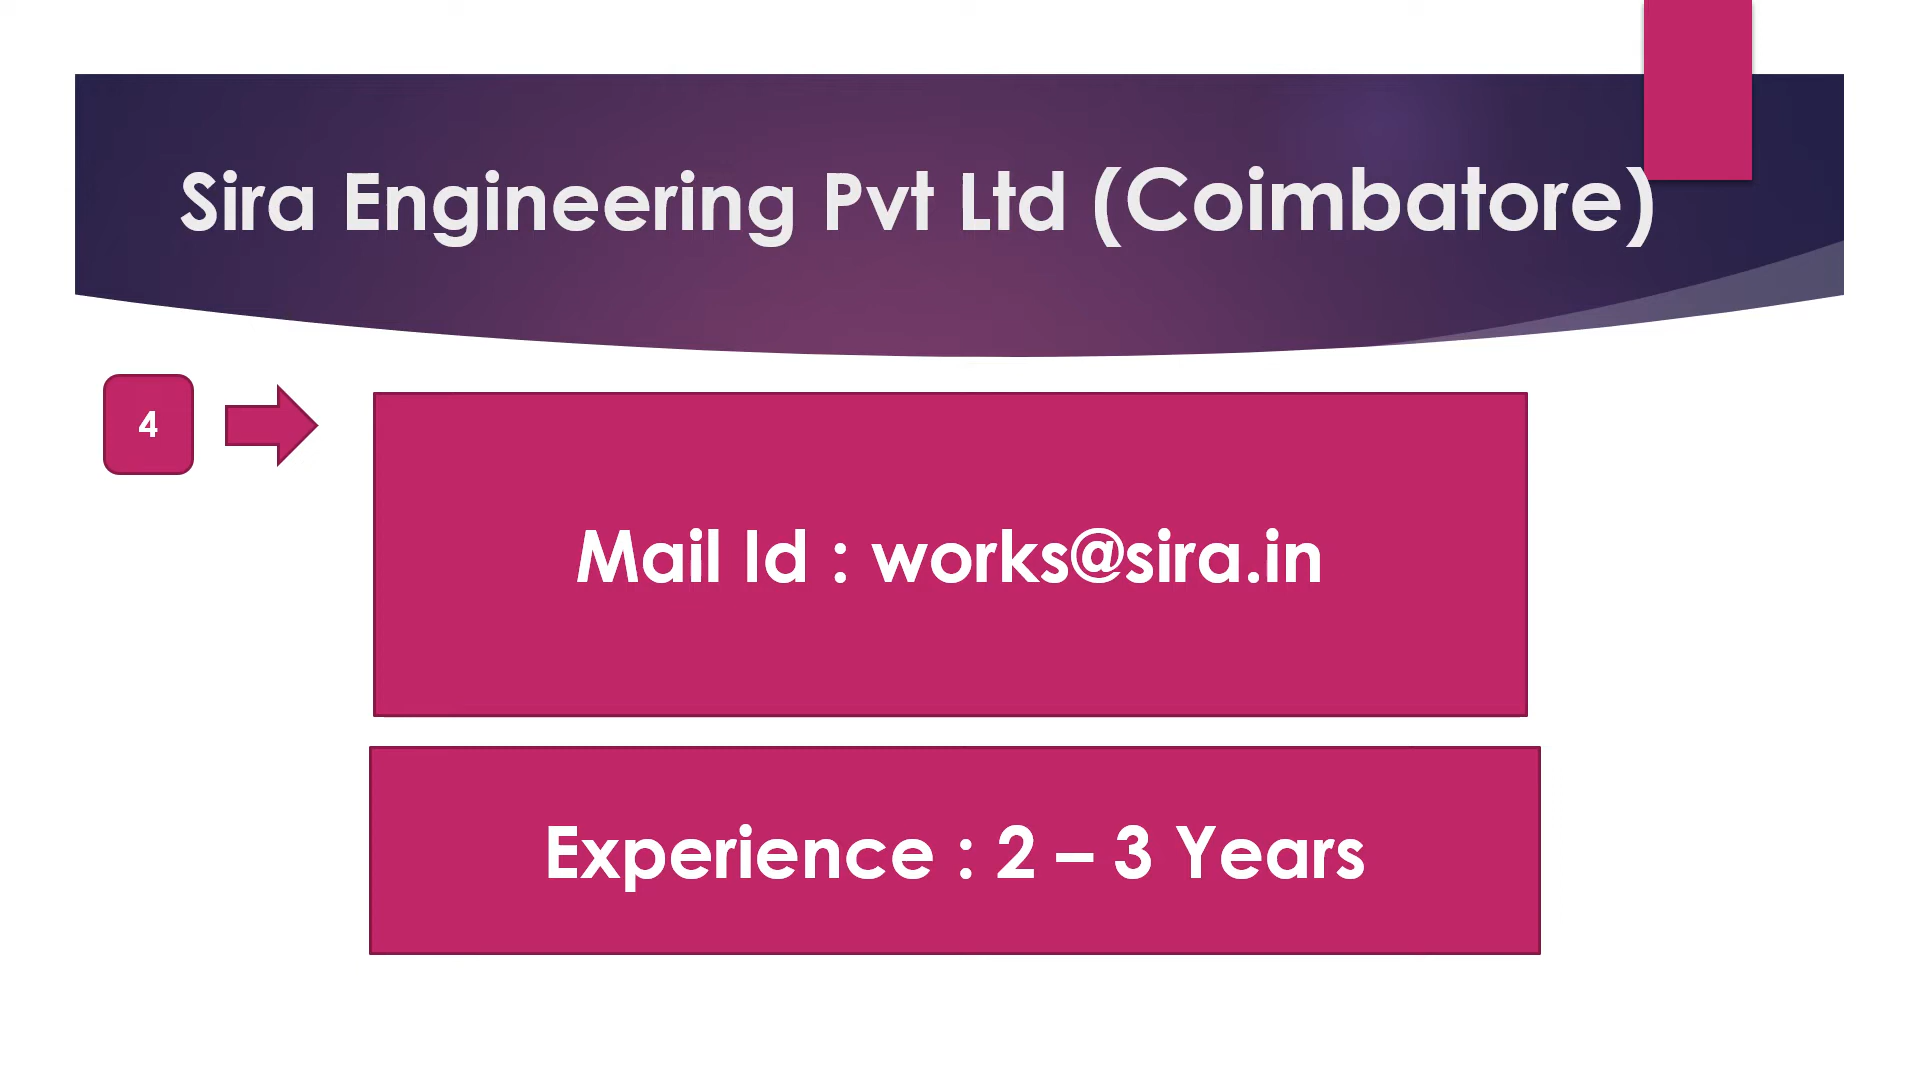 Sira Engineering Pvt Ltd (Coimbatore)
4
Mail Id : works@sira.in
Experience : 2 – 3 Years